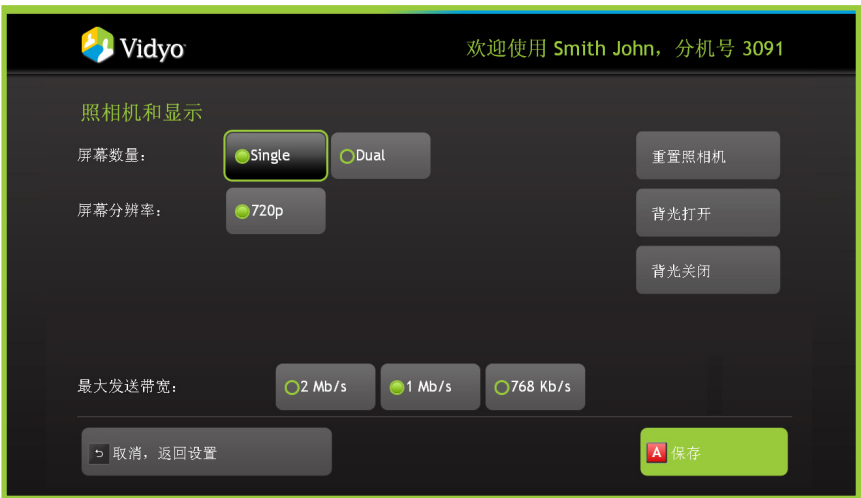 Vidyo
欢迎使用 Smith John，分机号 3091
照相机和显示
屏幕数量：
Single
Dual
重置照相机
屏幕分辨率：
720p
背光打开
背光关闭
最大发送带宽：
2 Mb/s
1 Mb/s
768 Kb/s
取消，返回设置
A 保存